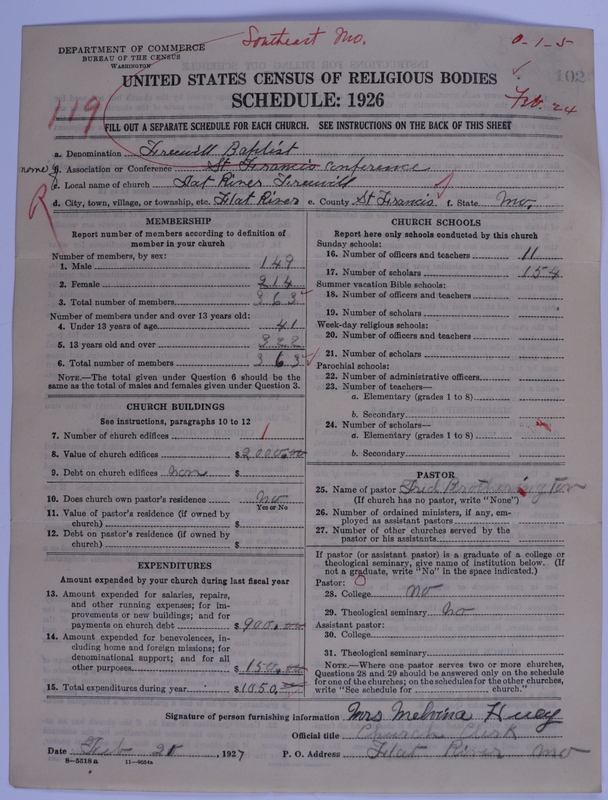 Southeast Mo.
0-1-5
DEPARTMENT OF COMMERCE
BUREAU OF THE CENSUS
WASHINGTON
102
UNITED STATES CENSUS OF RELIGIOUS BODIES
SCHEDULE: 1926
Feb. 24
119
FILL OUT A SEPARATE SCHEDULE FOR EACH CHURCH. SEE INSTRUCTIONS ON THE BACK OF THIS SHEET
a. Denomination Freewill Baptist
b. Association or Conference St Francis Conference
c. Local name of church Flat River Freewill
d. City, town, village, or township, etc. Flat River e. County St Francis. f. State Mo.
R
MEMBERSHIP
Report number of members according to definition of
member in your church
Number of members, by sex:
1. Male 149
2. Female 214
3. Total number of members 363
Number of members under and over 13 years old:
4. Under 13 years of age 41
5. 13 years old and over 322
6. Total number of members 363
NOTE.—The total given under Question 6 should be the
same as the total of males and females given under Question 3.
CHURCH BUILDINGS
See instructions, paragraphs 10 to 12
7. Number of church edifices 1
8. Value of church edifices $2000.00
9. Debt on church edifices non $
10. Does church own pastor's residence no
Yes or No
11. Value of pastor's residence (if owned by
church) $
12. Debt on pastor's residence (if owned by
church) $
EXPENDITURES
Amount expended by your church during last fiscal year
13. Amount expended for salaries, repairs,
and other running expenses; for im-
provements or new buildings; and for
payments on church debt $900.00
14. Amount expended for benevolences, in-
cluding home and foreign missions; for
denominational support; and for all
other purposes $150.00
15. Total expenditures during year $1050.
CHURCH SCHOOLS
Report here only schools conducted by this church
Sunday schools:
16. Number of officers and teachers 11
17. Number of scholars 154
Summer vacation Bible schools:
18. Number of officers and teachers
19. Number of scholars
Week-day religious schools:
20. Number of officers and teachers
21. Number of scholars
Parochial schools:
22. Number of administrative officers
23. Number of teachers—
a. Elementary (grades 1 to 8)
b. Secondary
24. Number of scholars—
a. Elementary (grades 1 to 8)
b. Secondary
PASTOR
25. Name of pastor Fred
(If church has no pastor, write "None")
26. Number of ordained ministers, if any, em-
ployed as assistant pastors
27. Number of other churches served by the
pastor or his assistants
If pastor (or assistant pastor) is a graduate of a college or
theological seminary, give name of institution below. (If
not a graduate, write "No" in the space indicated.)
Pastor:
28. College no
29. Theological seminary no
Assistant pastor:
30. College
31. Theological seminary
NOTE.—Where one pastor serves two or more churches,
Questions 28 and 29 should be answered only on the schedule
for one of the churches; on the schedules for the other churches,
write "See schedule for church."
Signature of person furnishing information Mrs Melvina Huey
Official title Church Clerk
Date Feb 21, 1927 P. O. Address Flat River Mo
8-5518a 11-9034a